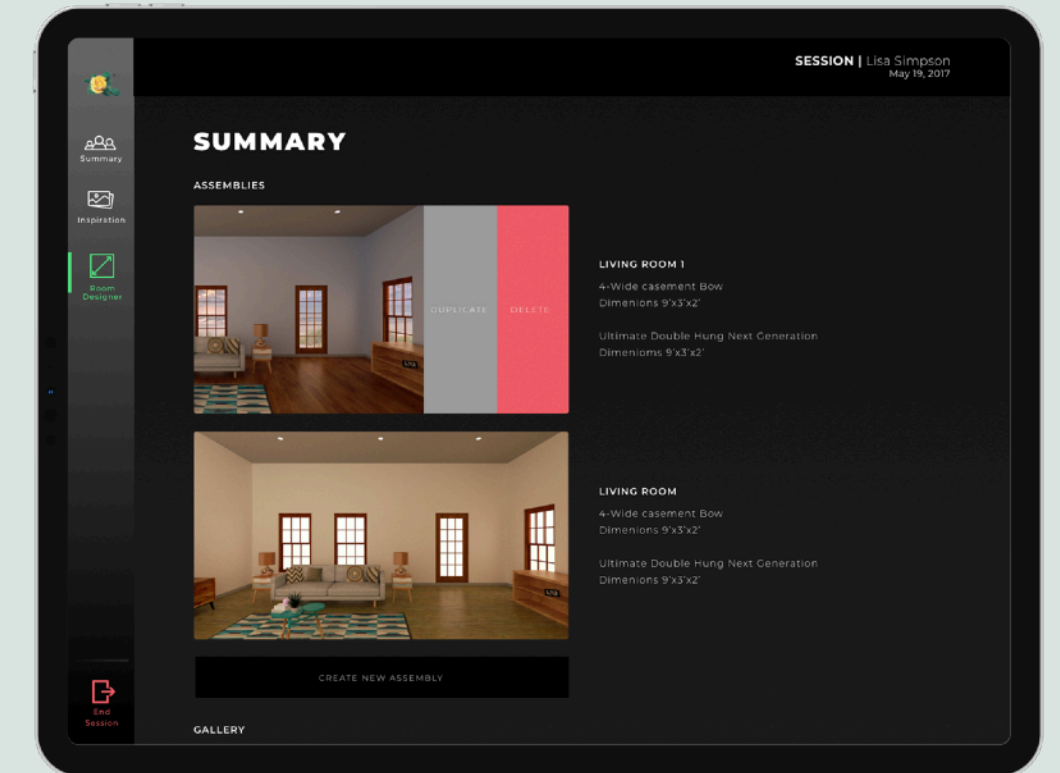 SESSION | Lisa Simpson
May 19, 2017
Summary
Inspiration
Room
Designer
End
Session
SUMMARY
ASSEMBLIES
DUPLICATE
DELETE
LIVING ROOM 1
4-Wide casement Bow
Dimenions 9'x3'x2'
Ultimate Double Hung Next Generation
Dimenioms 9'x3'x2'
LIVING ROOM
4-Wide casement Bow
Dimenions 9'x3'x2'
Ultimate Double Hung Next Generation
Dimenions 9'x3'x2'
CREATE NEW ASSEMBLY
GALLERY